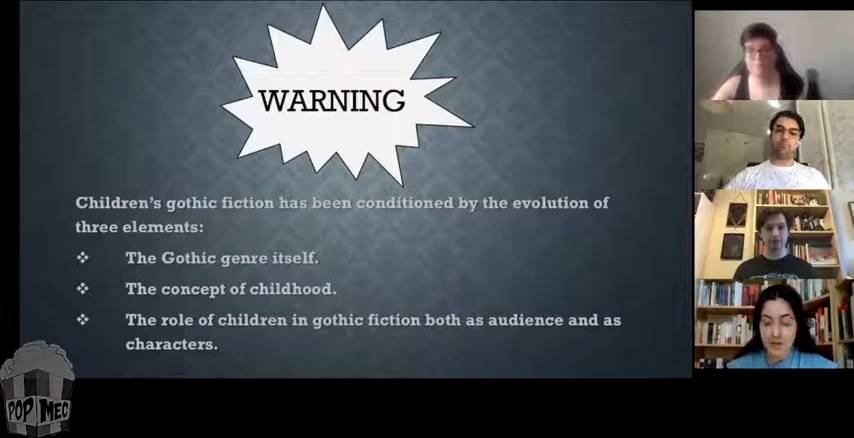 WARNING
Children's gothic fiction has been conditioned by the evolution of
three elements:
The Gothic genre itself.
The concept of childhood.
The role of children in gothic fiction both as audience and as
characters.
POP MEC